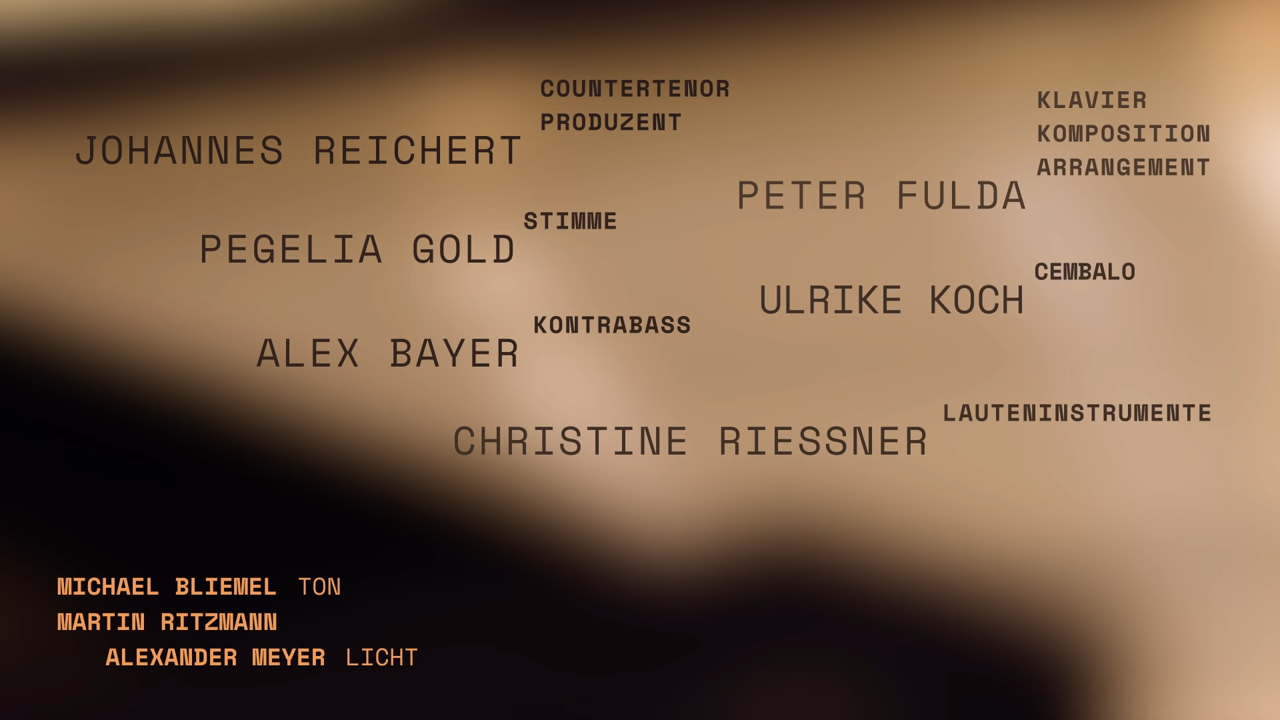 COUNTERTENOR
PRODUZENT
JOHANNES REICHERT
KLAVIER
KOMPOSITION
ARRANGEMENT
PETER FULDA
STIMME
PEGELIA GOLD
CEMBALO
ULRIKE KOCH
KONTRABASS
ALEX BAYER
LAUTENINSTRUMENTE
CHRISTINE RIESSNER
MICHAEL BLIEMEL TON
MARTIN RITZMANN
ALEXANDER MEYER LICHT